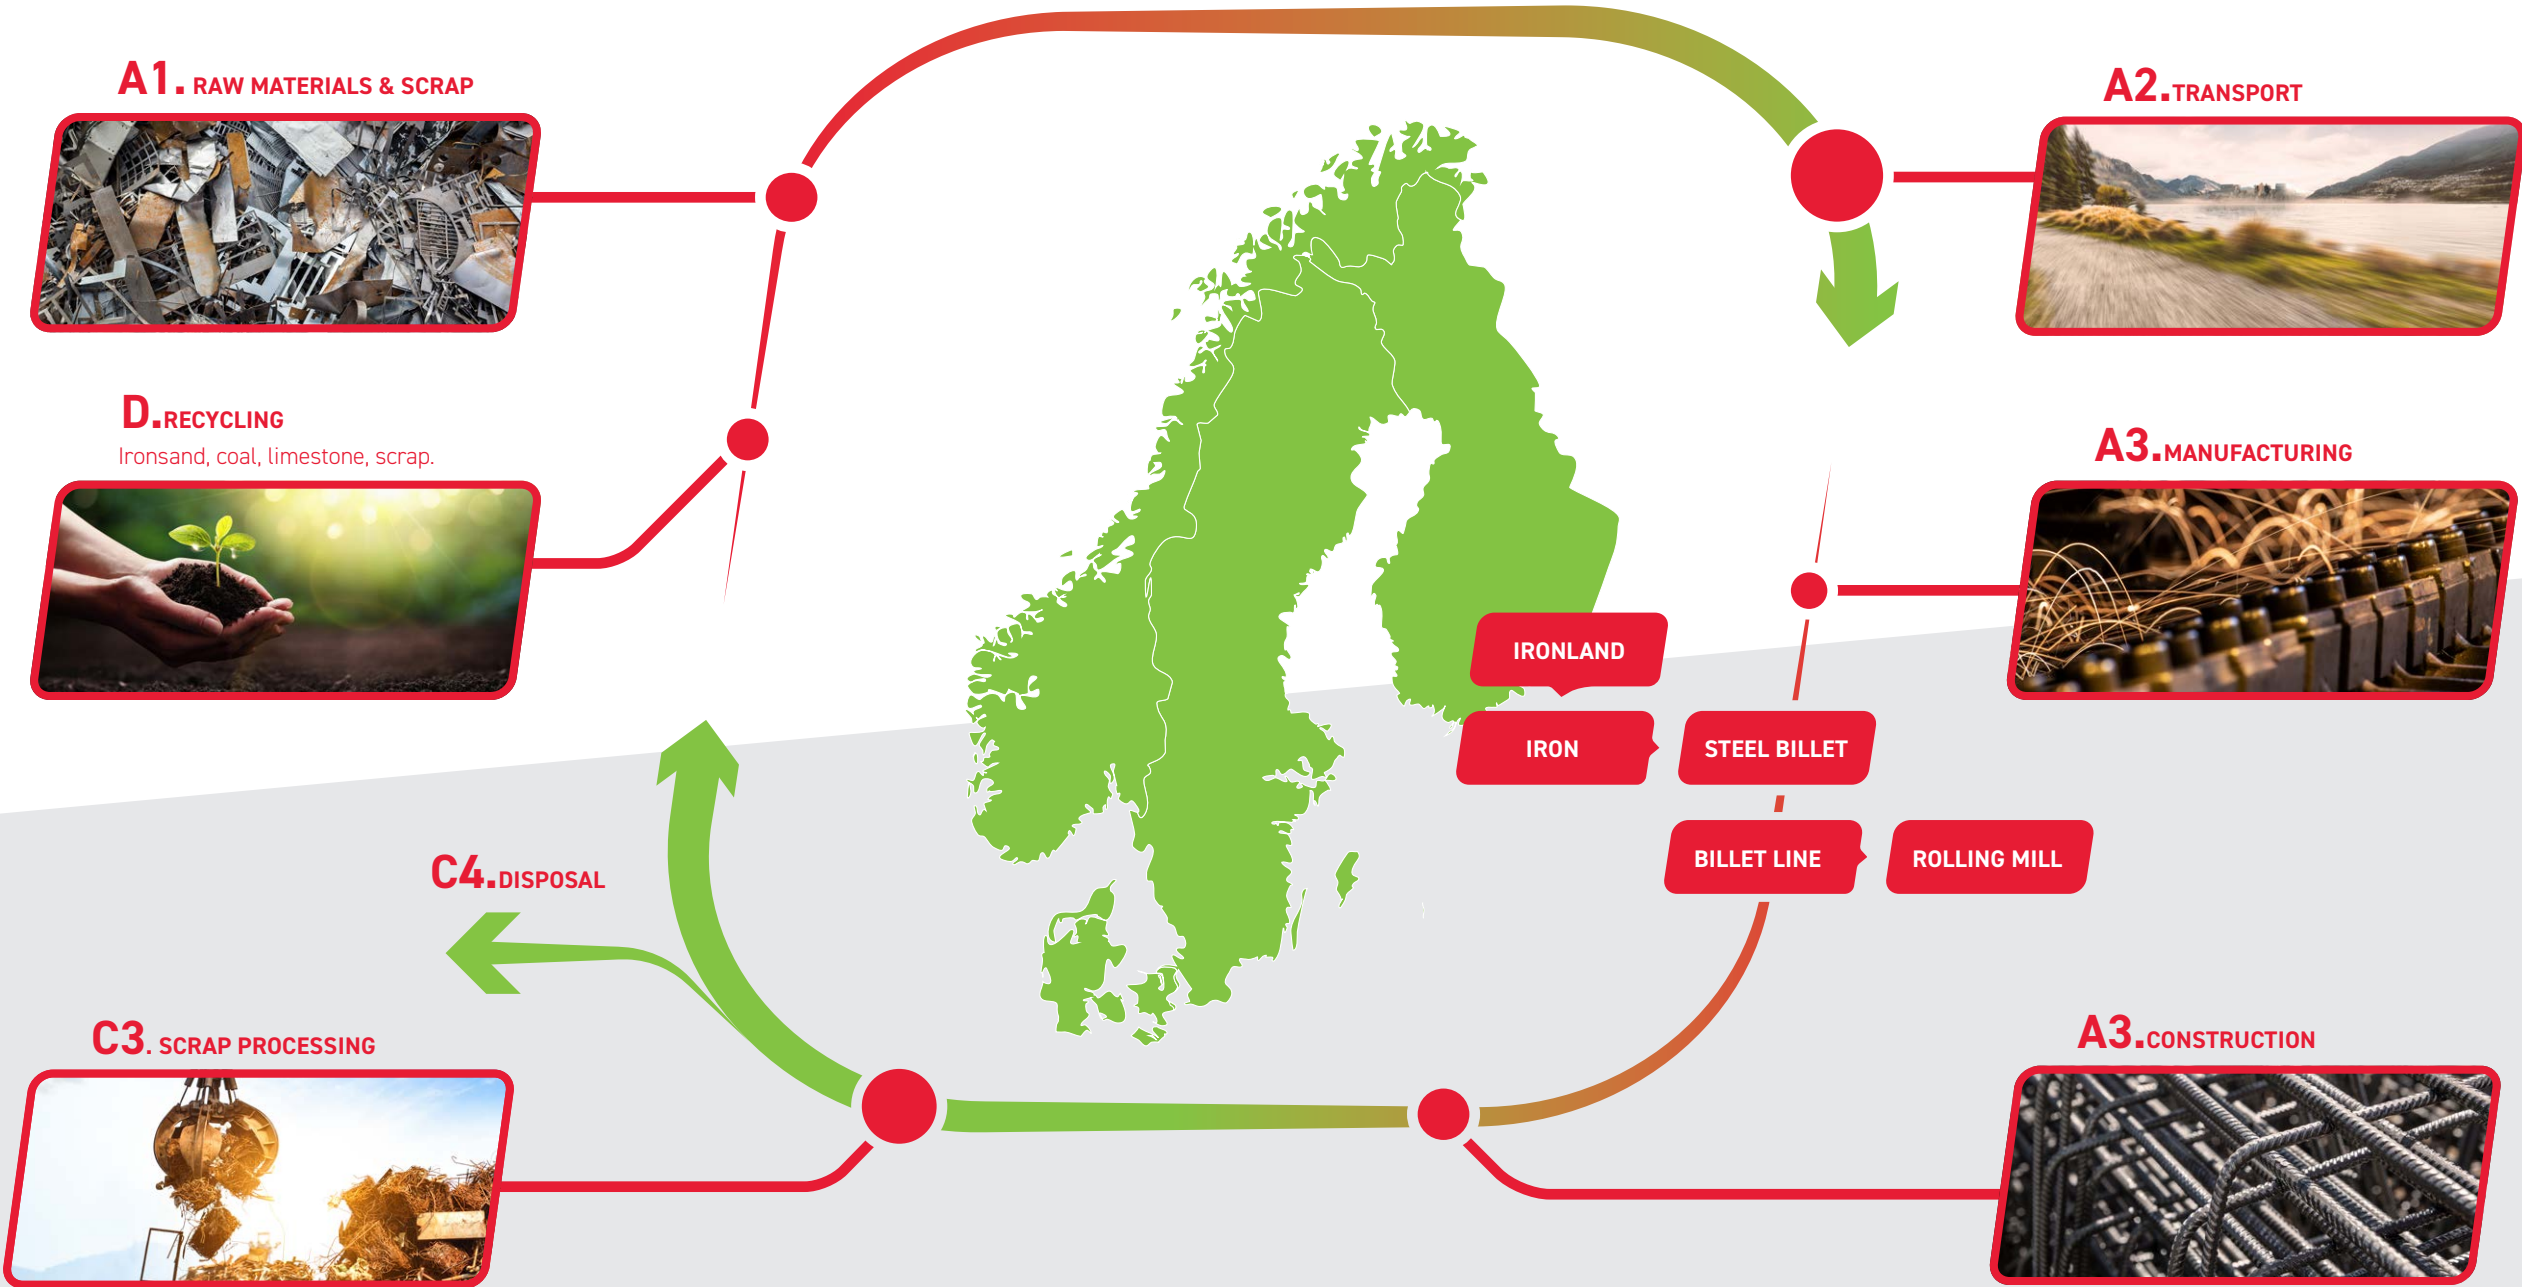 A1. RAW MATERIALS & SCRAP
A2.TRANSPORT
D.RECYCLING
Ironsand, coal, limestone, scrap.
A3.MANUFACTURING
IRONLAND
IRON
STEEL BILLET
BILLET LINE
ROLLING MILL
C4.DISPOSAL
C3. SCRAP PROCESSING
A3.CONSTRUCTION